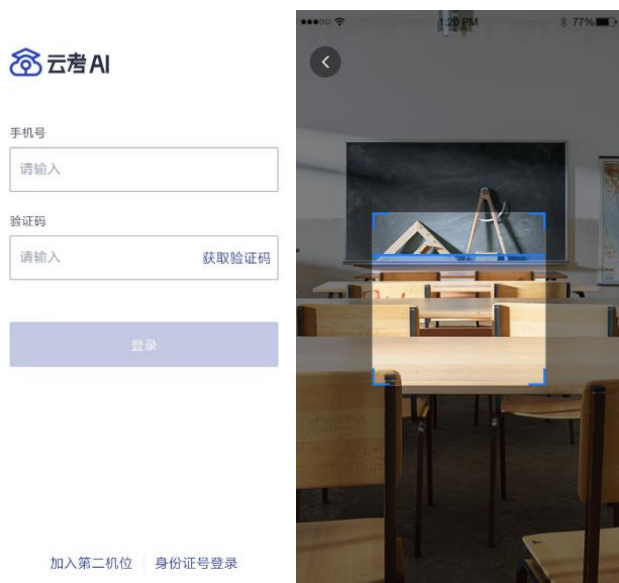 云考AI
手机号
请输入
验证码
请输入 获取验证码
登录
加入第二机位 身份证号登录
1:20 PM 77%